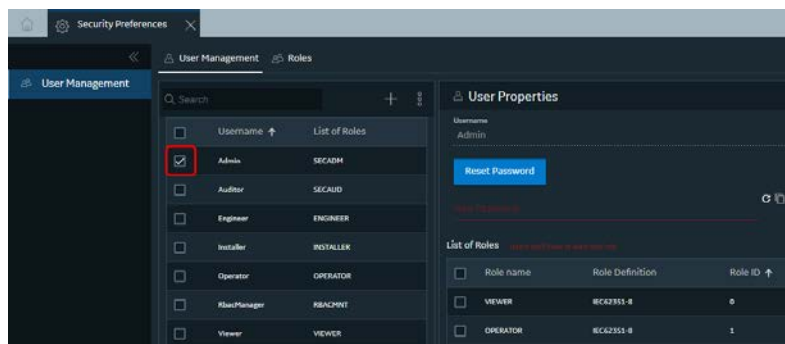 Security Preferences
User Management
User Management
Roles
Search
Username
List of Roles
Admin
SECADM
Auditor
SECAUD
Engineer
ENGINEER
Installer
INSTALLER
Operator
OPERATOR
RbacManager
RBACMNT
Viewer
VIEWER
User Properties
Username
Admin
Reset Password
List of Roles
Role name
Role Definition
Role ID
VIEWER
IEC62351-8
0
OPERATOR
IEC62351-8
1